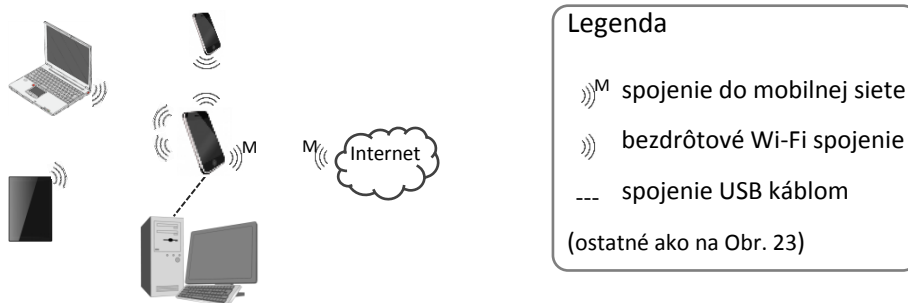 M
M
Internet
Legenda
M spojenie do mobilnej siete
bezdrôtové Wi-Fi spojenie
--- spojenie USB káblom
(ostatné ako na Obr. 23)